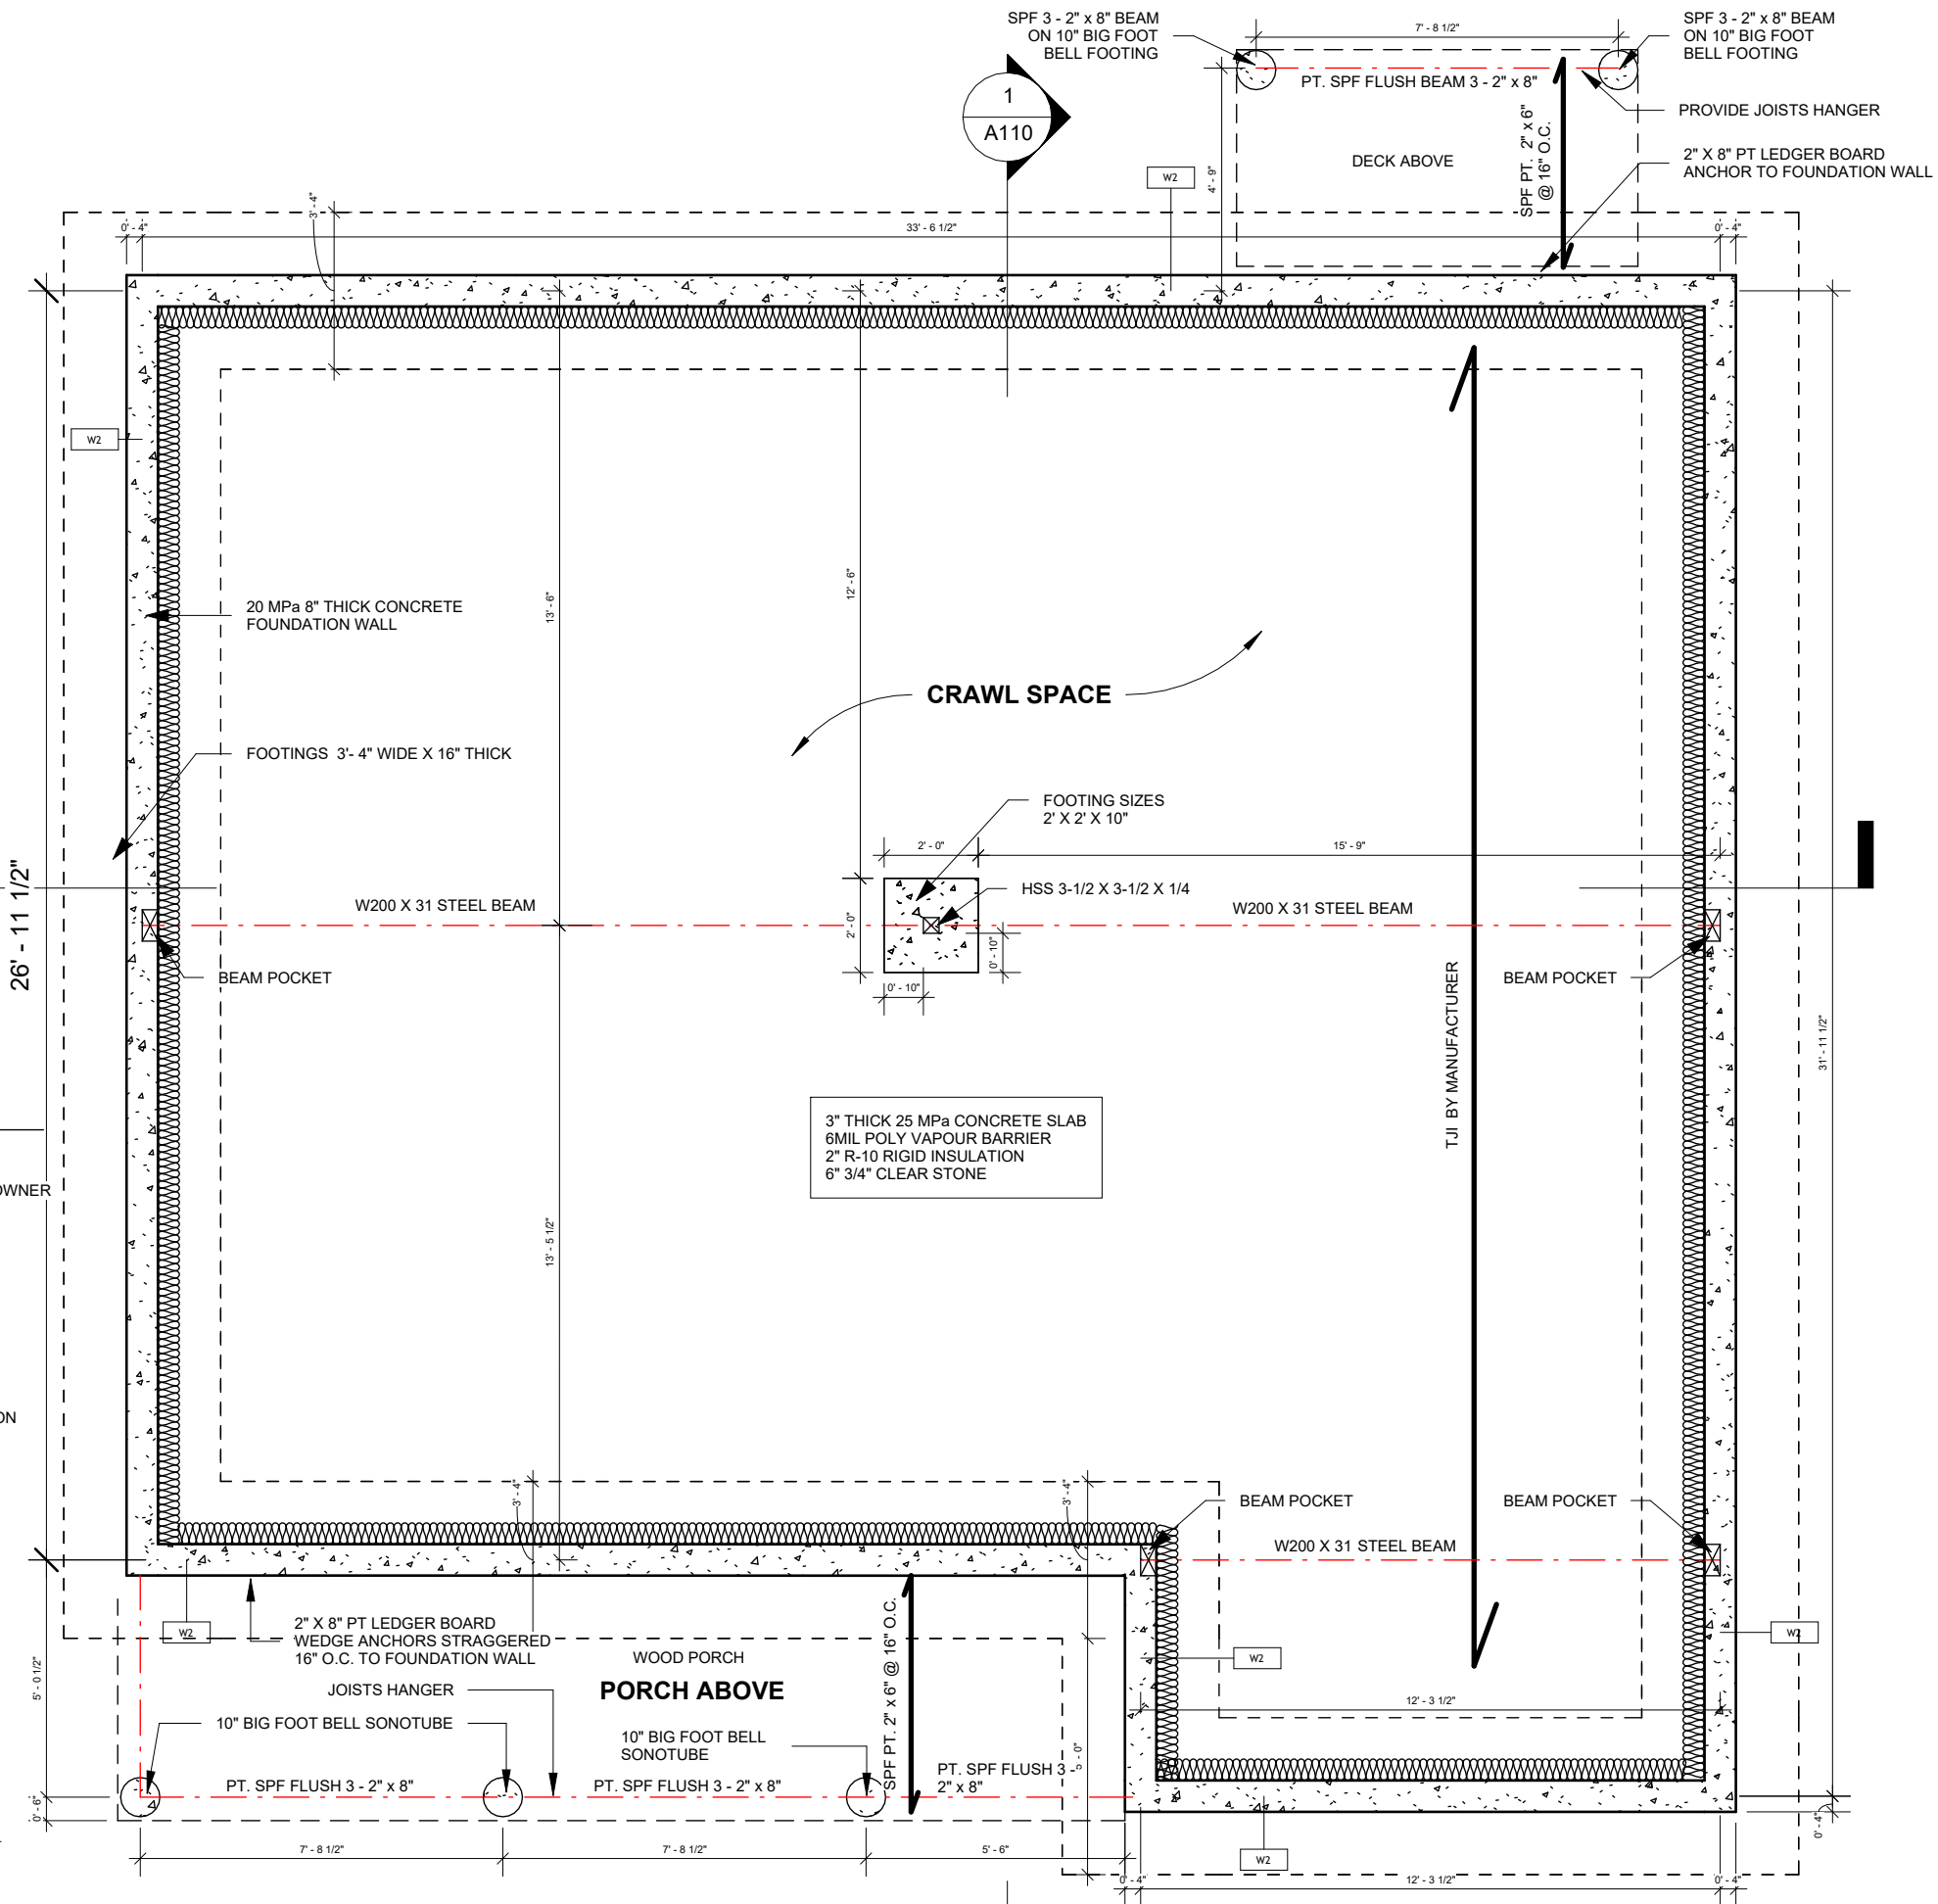 SPF 3 - 2" x 8" BEAM
ON 10" BIG FOOT
BELL FOOTING
7' - 8 1/2"
SPF 3 - 2" x 8" BEAM
ON 10" BIG FOOT
BELL FOOTING
1
A110
PT. SPF FLUSH BEAM 3 - 2" x 8"
PROVIDE JOISTS HANGER
SPF PT. 2" x 6"
@ 16" O.C.
DECK ABOVE
2" X 8" PT LEDGER BOARD
ANCHOR TO FOUNDATION WALL
W2
4' - 9"
3' - 4"
0' - 4"
33' - 6 1/2"
0' - 4"
W2
13' - 6"
12' - 6"
20 MPa 8" THICK CONCRETE
FOUNDATION WALL
CRAWL SPACE
FOOTINGS 3'- 4" WIDE X 16" THICK
FOOTING SIZES
2' X 2' X 10"
2' - 0"
15' - 9"
26' - 11 1/2"
HSS 3-1/2 X 3-1/2 X 1/4
W200 X 31 STEEL BEAM
W200 X 31 STEEL BEAM
2' - 0"
0' - 10"
0' - 10"
BEAM POCKET
BEAM POCKET
TJI BY MANUFACTURER
31' - 11 1/2"
3" THICK 25 MPa CONCRETE SLAB
6MIL POLY VAPOUR BARRIER
2" R-10 RIGID INSULATION
6" 3/4" CLEAR STONE
OWNER
13' - 5 1/2"
ON
3' - 4"
3' - 4"
BEAM POCKET
BEAM POCKET
W200 X 31 STEEL BEAM
2" X 8" PT LEDGER BOARD
WEDGE ANCHORS STRAGGERED
16" O.C. TO FOUNDATION WALL
W2
WOOD PORCH
PORCH ABOVE
SPF PT. 2" x 6" @ 16" O.C.
W2
W2
5' - 0 1/2"
JOISTS HANGER
12' - 3 1/2"
10" BIG FOOT BELL SONOTUBE
10" BIG FOOT BELL
SONOTUBE
5' - 0"
PT. SPF FLUSH 3 - 2" x 8"
PT. SPF FLUSH 3 - 2" x 8"
PT. SPF FLUSH 3 -
2" x 8"
0' - 6"
0' - 4"
7' - 8 1/2"
7' - 8 1/2"
5' - 6"
W2
0' - 4"
12' - 3 1/2"
0' - 4"